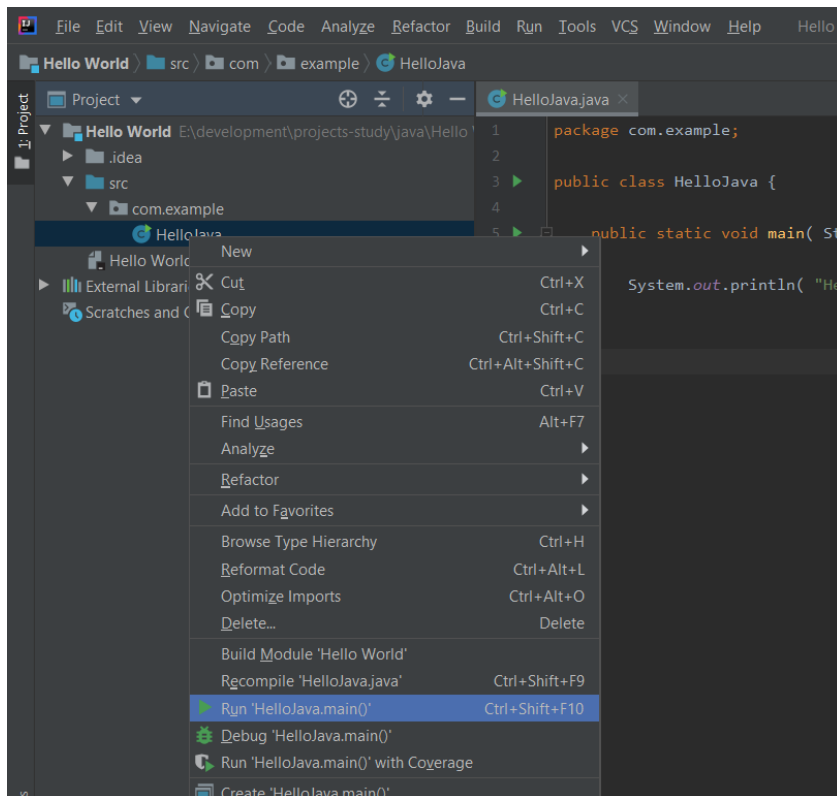 File Edit View Navigate Code Analyze Refactor Build Run Tools VCS Window Help Hello
Hello World src com example HelloJava
1: Project
Project
Hello World E:\development\projects-study\java\Hello
.idea
src
com.example
HelloJava
Hello World
External Librari
Scratches and
HelloJava.java
1 package com.example;
2
3 public class HelloJava {
4
5 public static void main( St
System.out.println( "He
New
Cut Ctrl+X
Copy Ctrl+C
Copy Path Ctrl+Shift+C
Copy Reference Ctrl+Alt+Shift+C
Paste Ctrl+V
Find Usages Alt+F7
Analyze
Refactor
Add to Favorites
Browse Type Hierarchy Ctrl+H
Reformat Code Ctrl+Alt+L
Optimize Imports Ctrl+Alt+O
Delete... Delete
Build Module 'Hello World'
Recompile 'HelloJava.java' Ctrl+Shift+F9
Run 'HelloJava.main()' Ctrl+Shift+F10
Debug 'HelloJava.main()'
Run 'HelloJava.main()' with Coverage
Create 'HelloJava.main()'